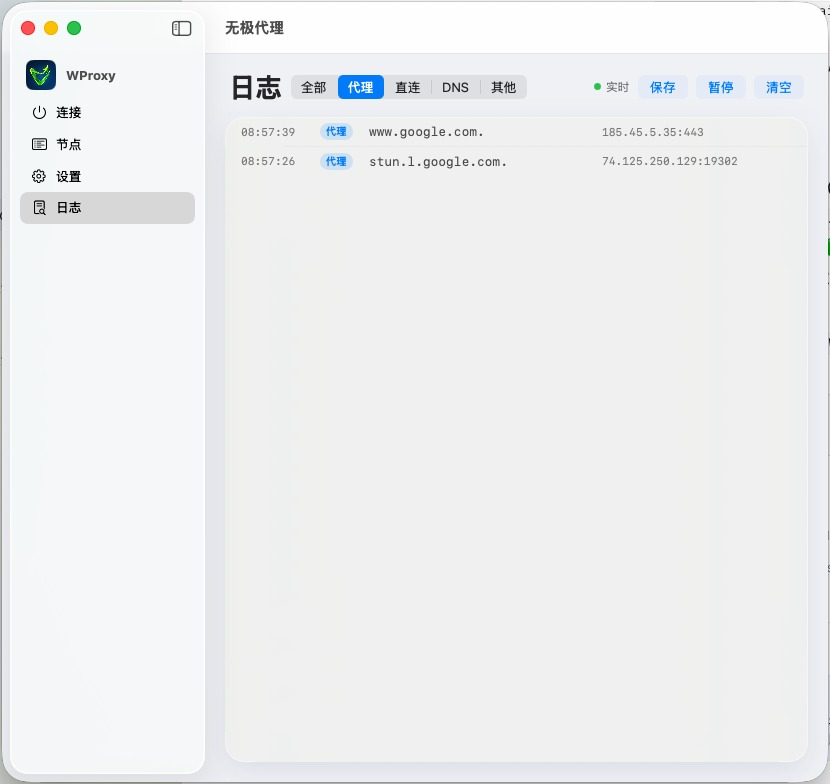 无极代理
WProxy
连接
节点
设置
日志
日志 全部 代理 直连 DNS 其他 实时 保存 暂停 清空
08:57:39 代理 www.google.com. 185.45.5.35:443
08:57:26 代理 stun.l.google.com. 74.125.250.129:19302